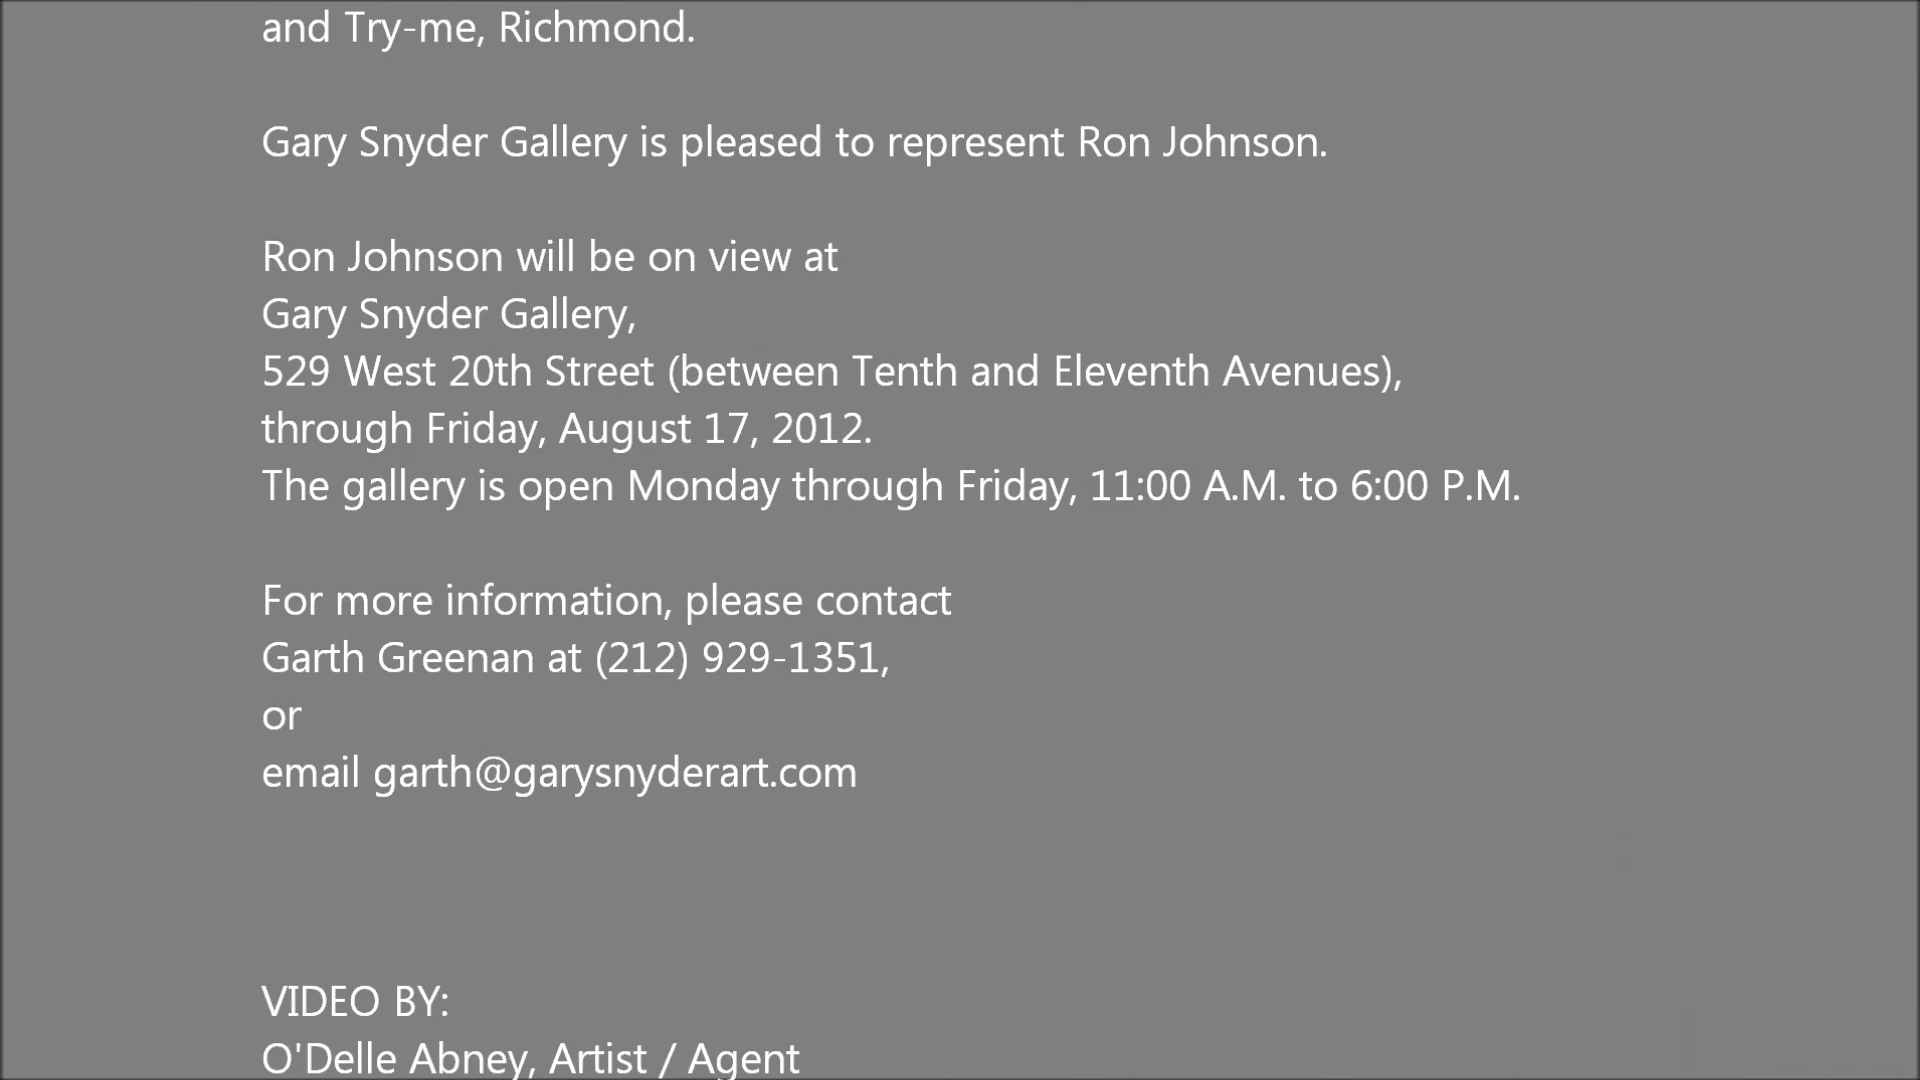 and Try-me, Richmond.
Gary Snyder Gallery is pleased to represent Ron Johnson.
Ron Johnson will be on view at
Gary Snyder Gallery,
529 West 20th Street (between Tenth and Eleventh Avenues),
through Friday, August 17, 2012.
The gallery is open Monday through Friday, 11:00 A.M. to 6:00 P.M.
For more information, please contact
Garth Greenan at (212) 929-1351,
or
email garth@garysnyderart.com
VIDEO BY:
O'Delle Abney, Artist / Agent